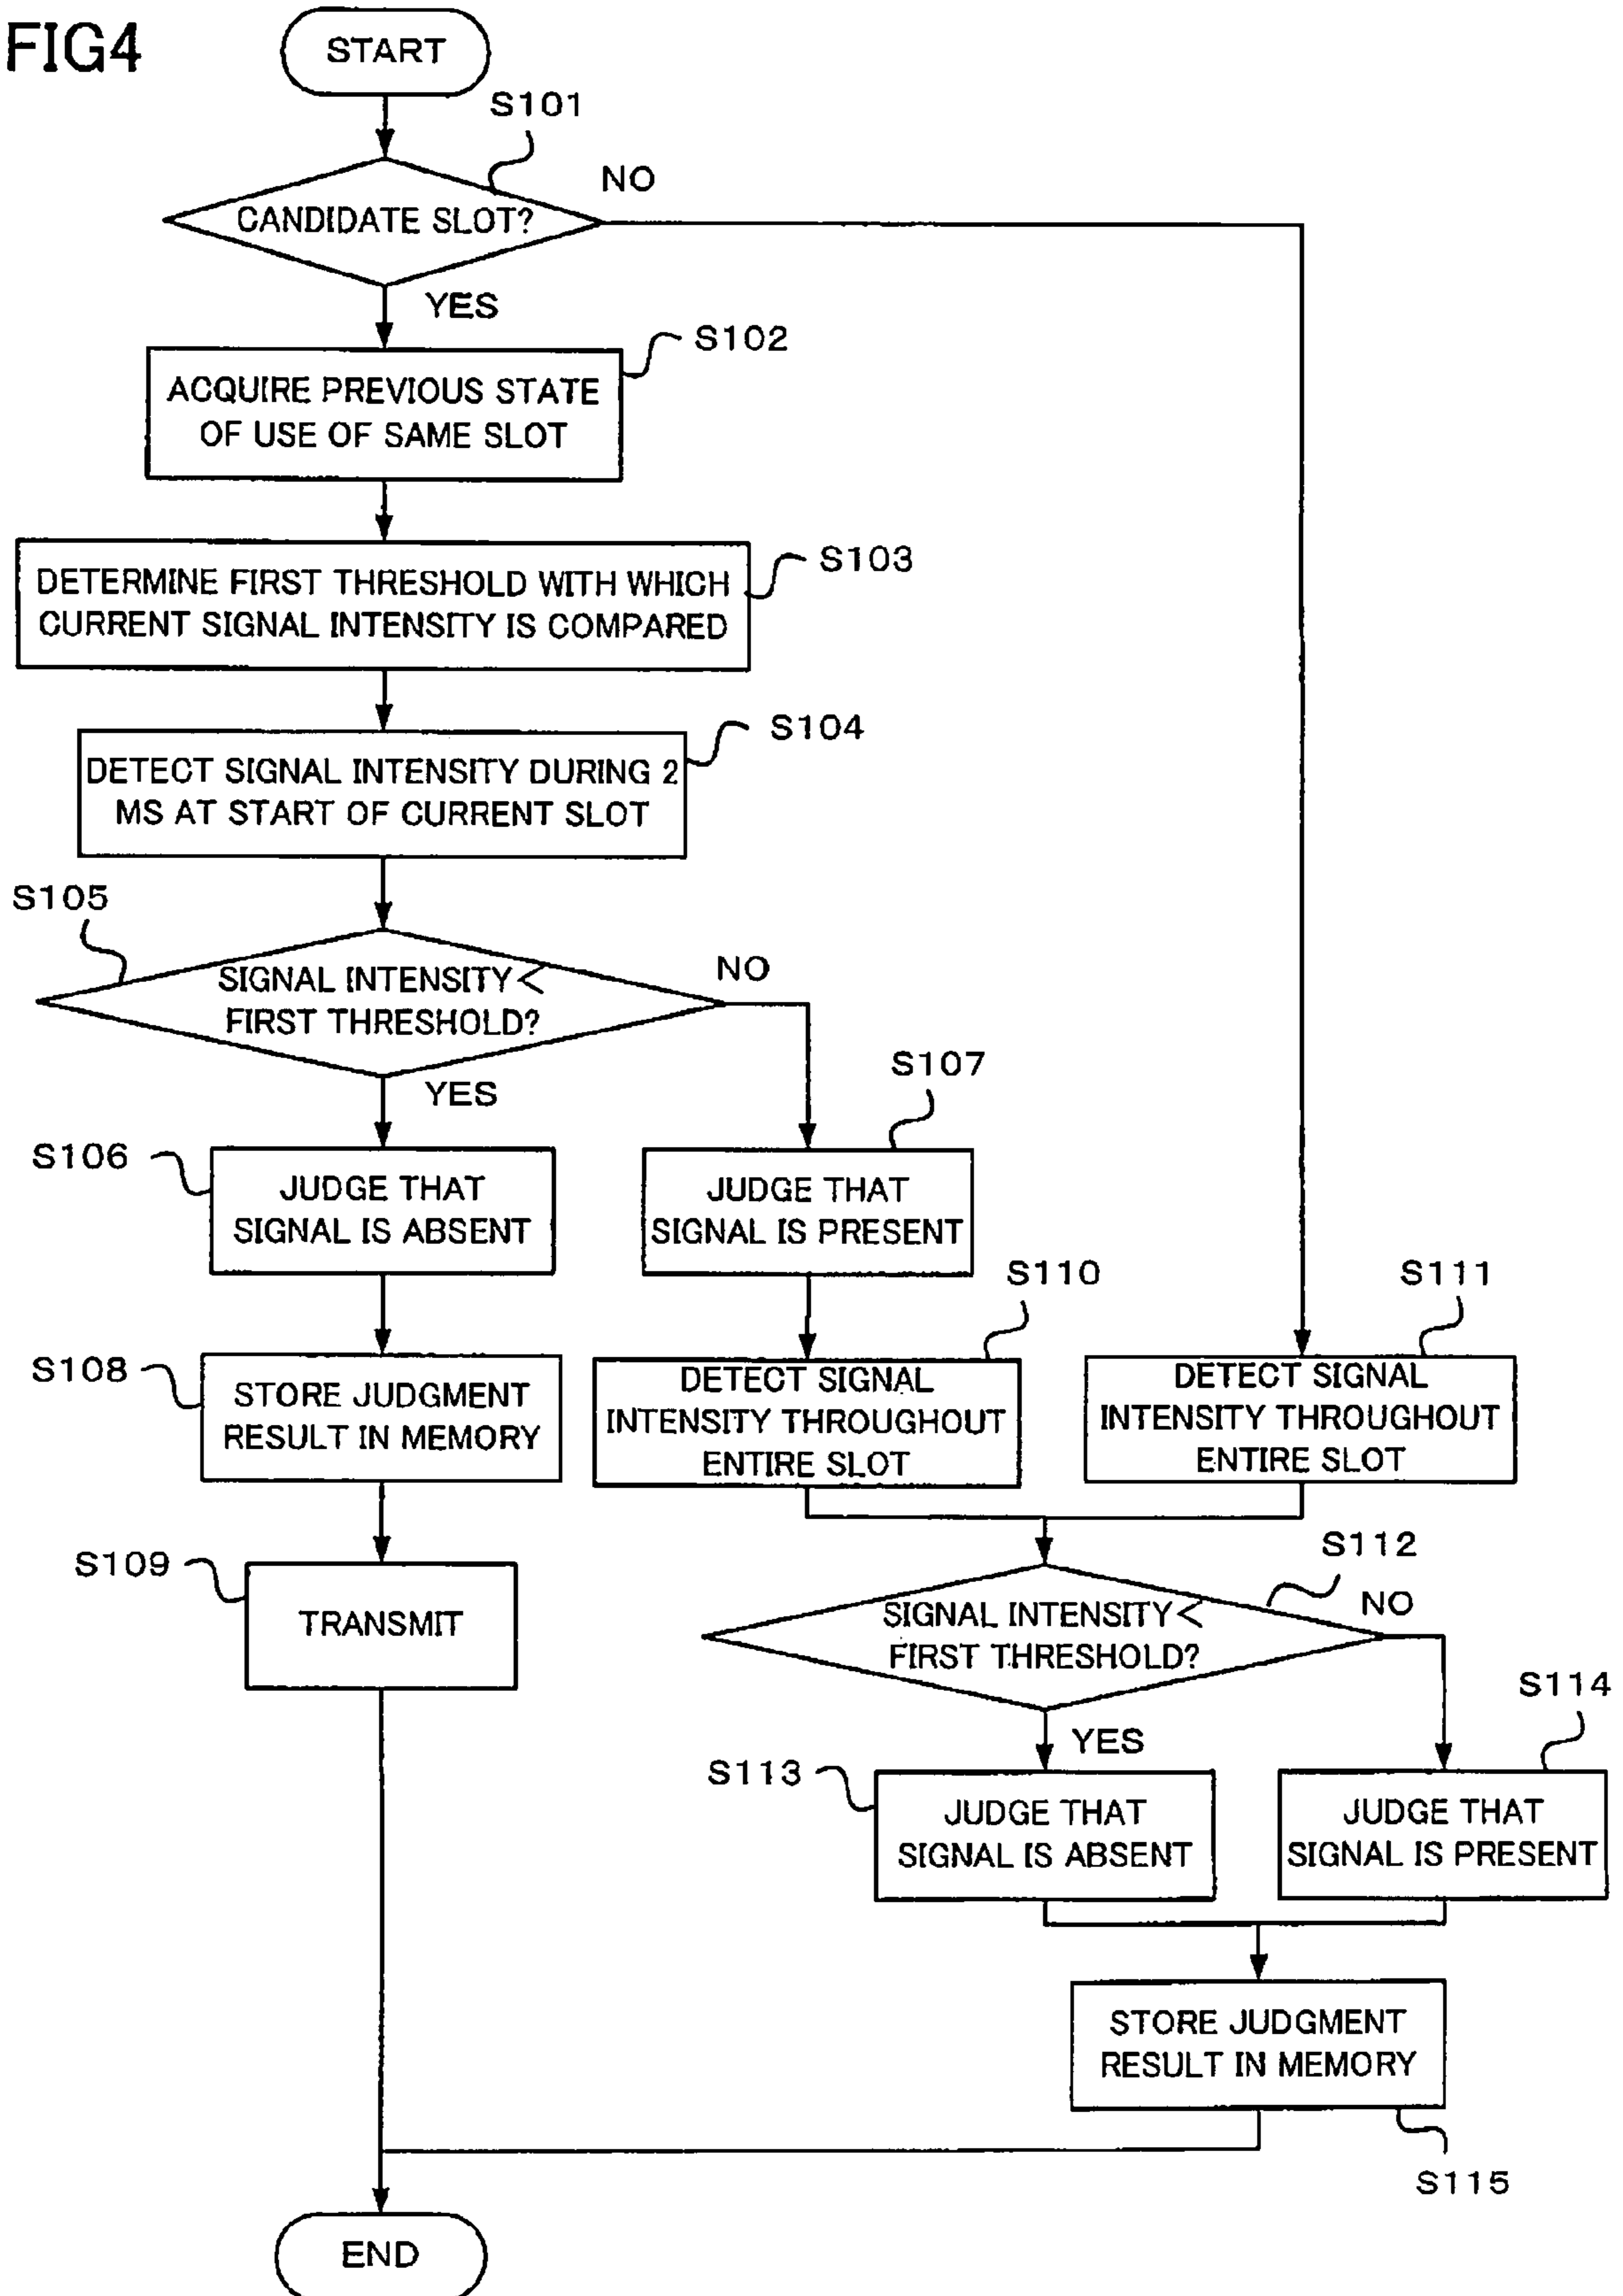 FIG4
START
S101
CANDIDATE SLOT?
NO
YES
S102
ACQUIRE PREVIOUS STATE
OF USE OF SAME SLOT
S103
DETERMINE FIRST THRESHOLD WITH WHICH
CURRENT SIGNAL INTENSITY IS COMPARED
S104
DETECT SIGNAL INTENSITY DURING 2
MS AT START OF CURRENT SLOT
S105
SIGNAL INTENSITY<
FIRST THRESHOLD?
NO
YES
S106
JUDGE THAT
SIGNAL IS ABSENT
S107
JUDGE THAT
SIGNAL IS PRESENT
S108
STORE JUDGMENT
RESULT IN MEMORY
S110
DETECT SIGNAL
INTENSITY THROUGHOUT
ENTIRE SLOT
S111
DETECT SIGNAL
INTENSITY THROUGHOUT
ENTIRE SLOT
S109
TRANSMIT
S112
SIGNAL INTENSITY<
FIRST THRESHOLD?
NO
YES
S113
JUDGE THAT
SIGNAL IS ABSENT
S114
JUDGE THAT
SIGNAL IS PRESENT
STORE JUDGMENT
RESULT IN MEMORY
S115
END